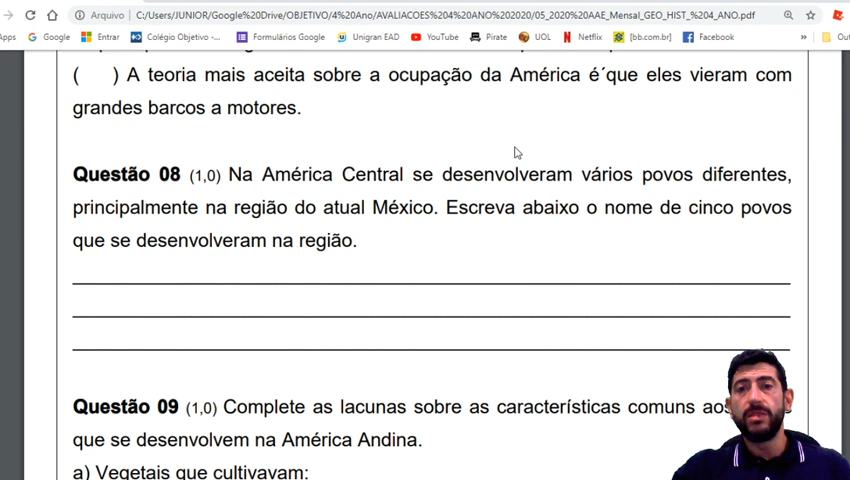 Arquivo | C:/Users/JUNIOR/Google%20Drive/OBJETIVO/4%20Ano/AVALIACOES%204%20ANO%202020/05_2020%20AAE_Mensal_GEO_HIST_%204_ANO.pdf
Apps Google Entrar Colégio Objetivo -... Formulários Google Unigran EAD YouTube Pirate UOL Netflix [bb.com.br] Facebook »
( ) A teoria mais aceita sobre a ocupação da América é´que eles vieram com
grandes barcos a motores.
Questão 08 (1,0) Na América Central se desenvolveram vários povos diferentes,
principalmente na região do atual México. Escreva abaixo o nome de cinco povos
que se desenvolveram na região.
Questão 09 (1,0) Complete as lacunas sobre as características comuns aos
que se desenvolvem na América Andina.
a) Vegetais que cultivavam: